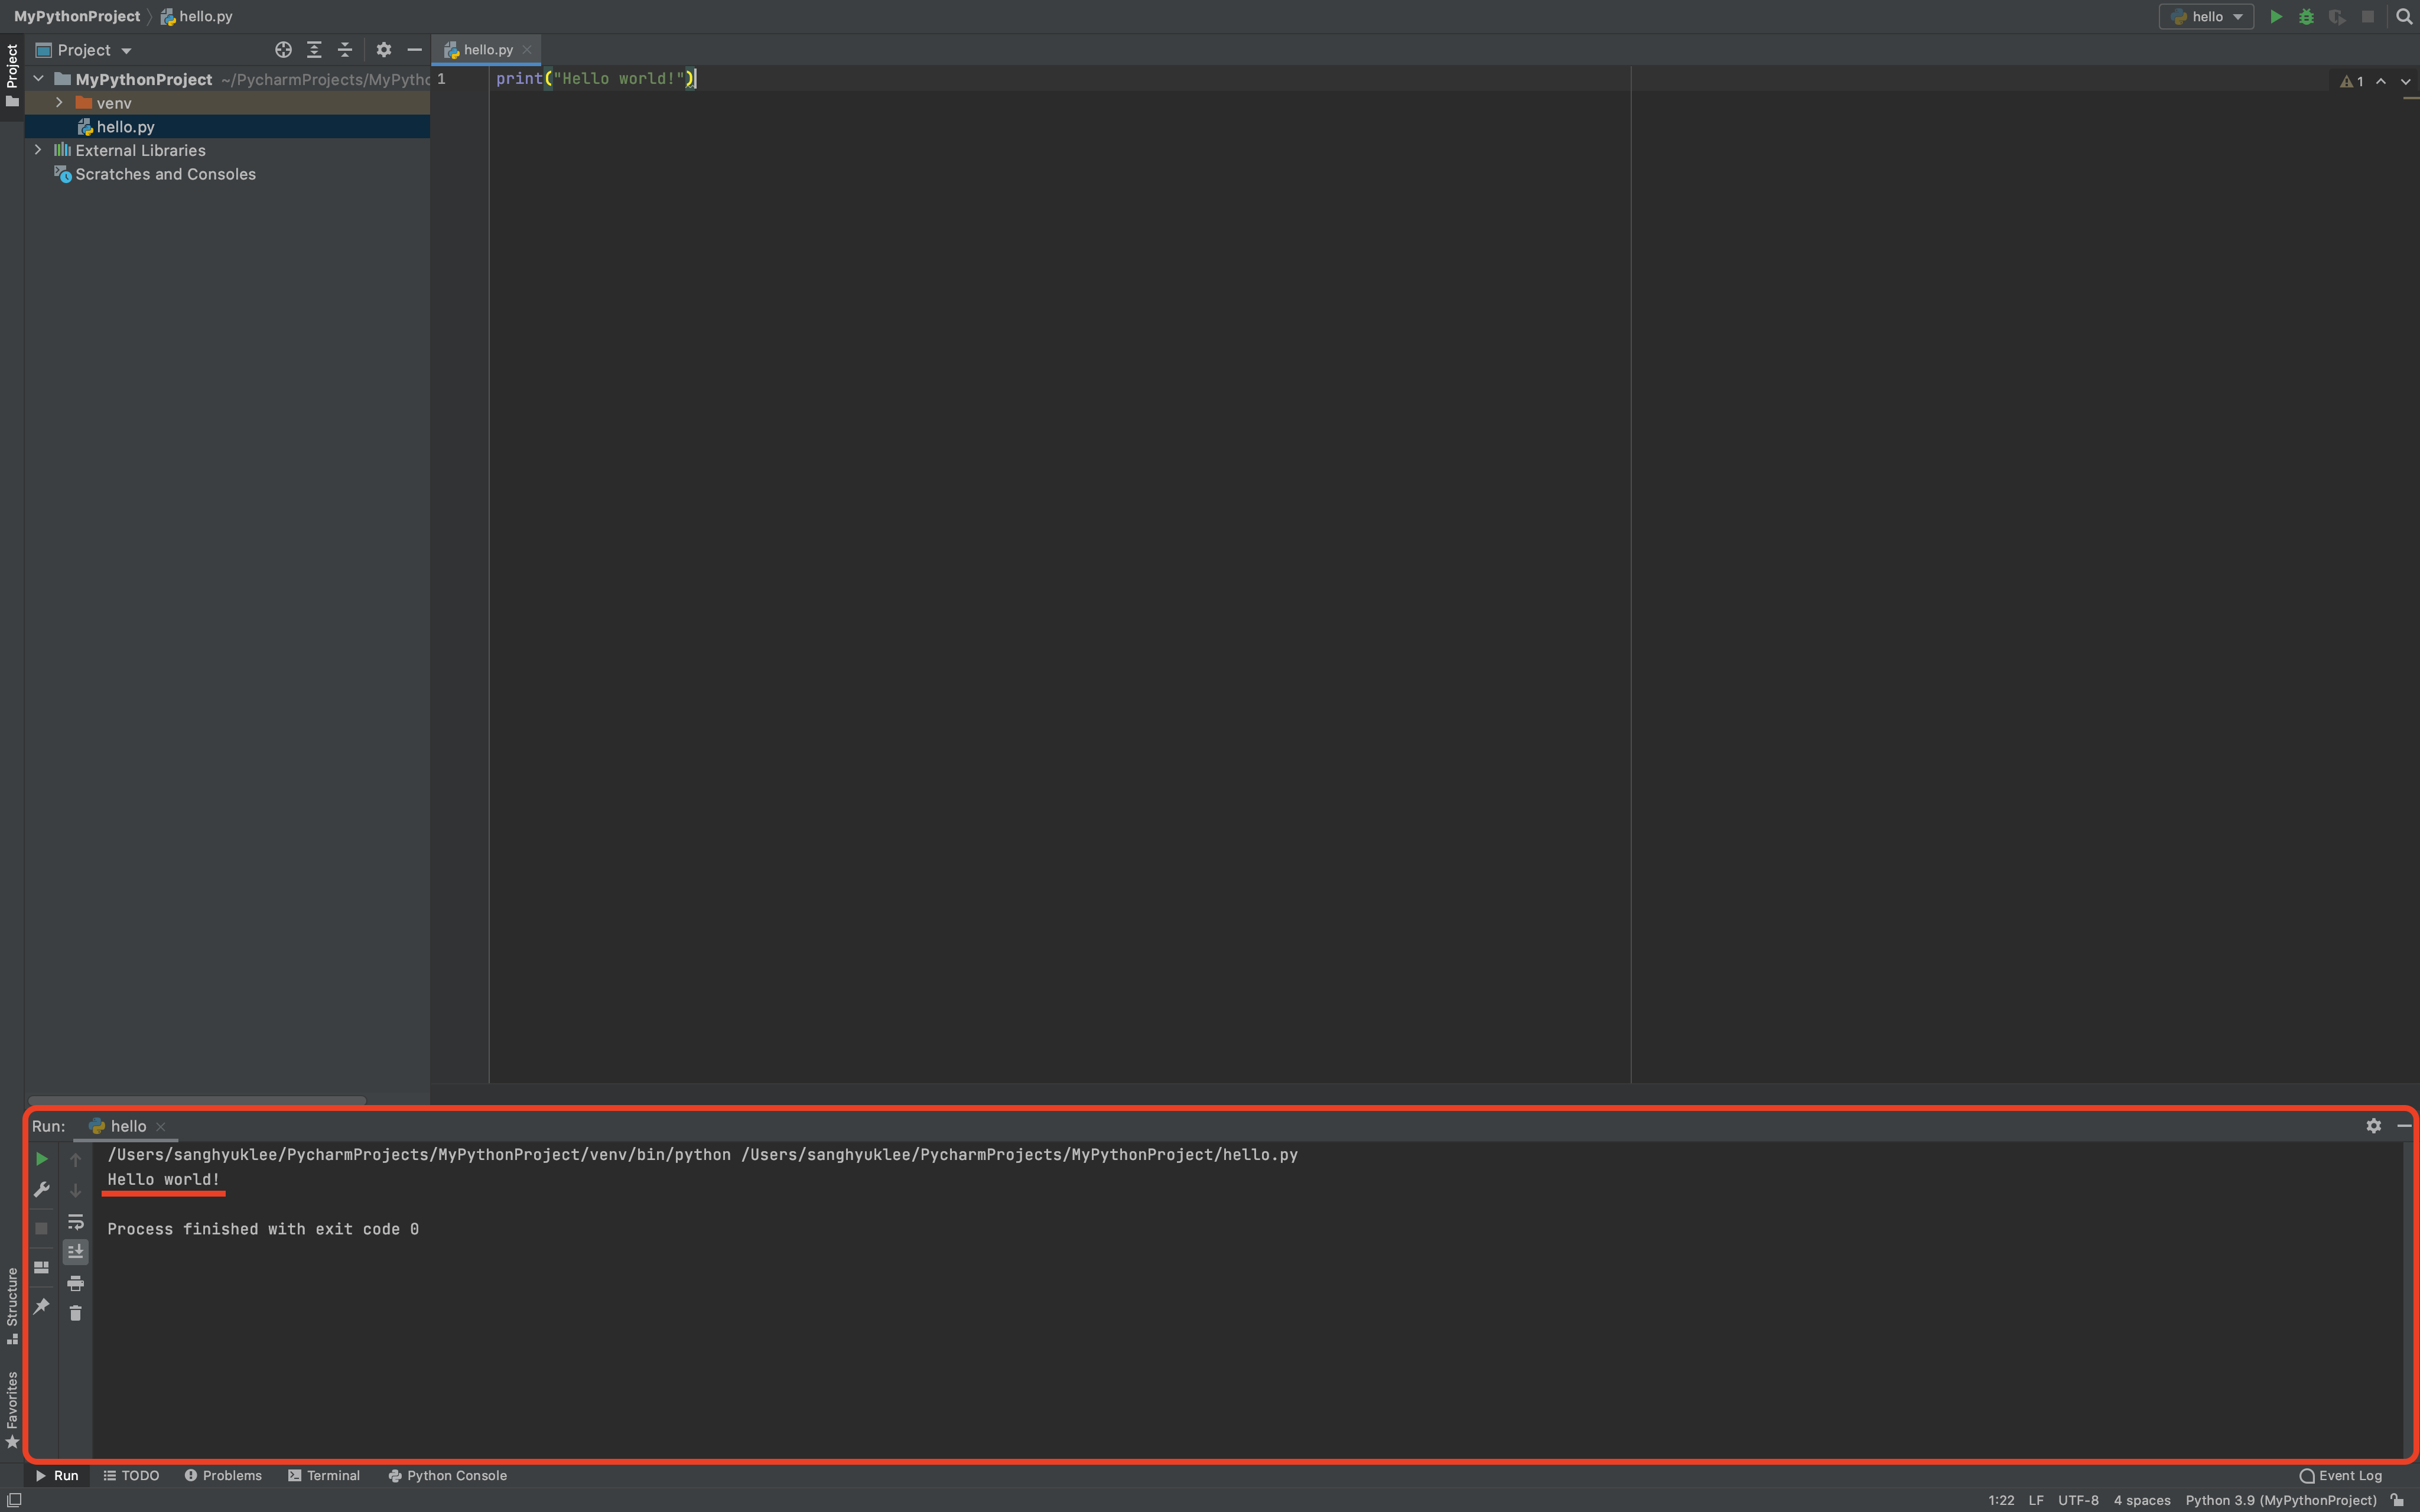 MyPythonProject hello.py
hello
Project
Project
hello.py
MyPythonProject ~/PycharmProjects/MyPytho
1 print("Hello world!")
1
venv
hello.py
External Libraries
Scratches and Consoles
Run: hello
/Users/sanghyuklee/PycharmProjects/MyPythonProject/venv/bin/python /Users/sanghyuklee/PycharmProjects/MyPythonProject/hello.py
Hello world!
Process finished with exit code 0
Structure
Favorites
Run TODO Problems Terminal Python Console Event Log
1:22 LF UTF-8 4 spaces Python 3.9 (MyPythonProject)